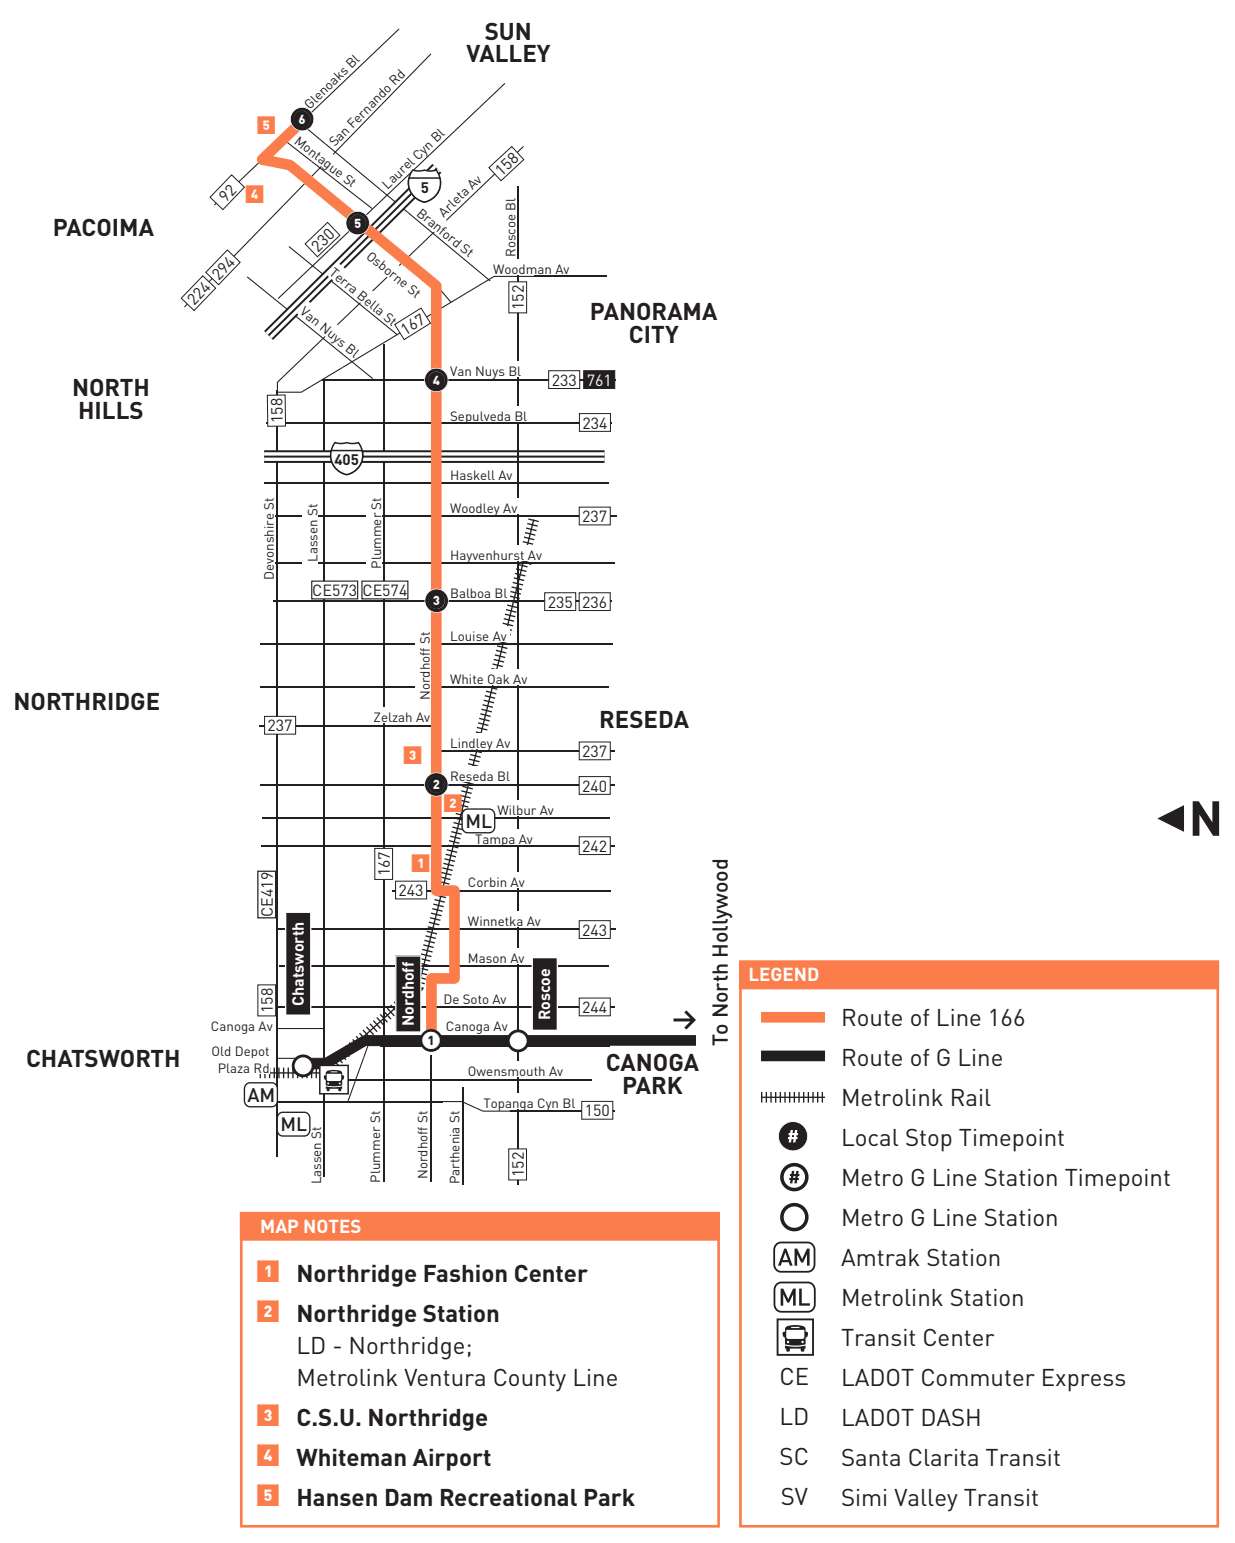 SUN
VALLEY
Glenoaks Bl
San Fernando Rd
6
5
Montague St
Laurel Cyn Bl
5
158
92
4
Arleta Av
Roscoe Bl
PACOIMA
5
230
Branford St
224
294
Osborne St
Woodman Av
Terra Bella St
152
167
PANORAMA
CITY
Van Nuys Bl
NORTH
HILLS
4
Van Nuys Bl
233
761
158
Sepulveda Bl
234
405
Haskell Av
Devonshire St
Lassen St
Plummer St
Woodley Av
237
Hayvenhurst Av
CE573
CE574
3
Balboa Bl
235
236
Nordhoff St
Louise Av
White Oak Av
NORTHRIDGE
237
Zelzah Av
RESEDA
3
Lindley Av
237
2
Reseda Bl
240
2
ML
Wilbur Av
N
Tampa Av
242
167
1
CE419
243
Corbin Av
Winnetka Av
243
Chatsworth
Nordhoff
Mason Av
Roscoe
To North Hollywood
158
De Soto Av
244
Canoga Av
1
Canoga Av
CHATSWORTH
Old Depot
Plaza Rd
CANOGA
PARK
Owensmouth Av
AM
ML
Topanga Cyn Bl
150
Lassen St
Plummer St
Nordhoff St
Parthenia St
152
MAP NOTES
1 Northridge Fashion Center
2 Northridge Station
LD - Northridge;
Metrolink Ventura County Line
3 C.S.U. Northridge
4 Whiteman Airport
5 Hansen Dam Recreational Park
LEGEND
Route of Line 166
Route of G Line
Metrolink Rail
# Local Stop Timepoint
# Metro G Line Station Timepoint
Metro G Line Station
AM Amtrak Station
ML Metrolink Station
Transit Center
CE LADOT Commuter Express
LD LADOT DASH
SC Santa Clarita Transit
SV Simi Valley Transit